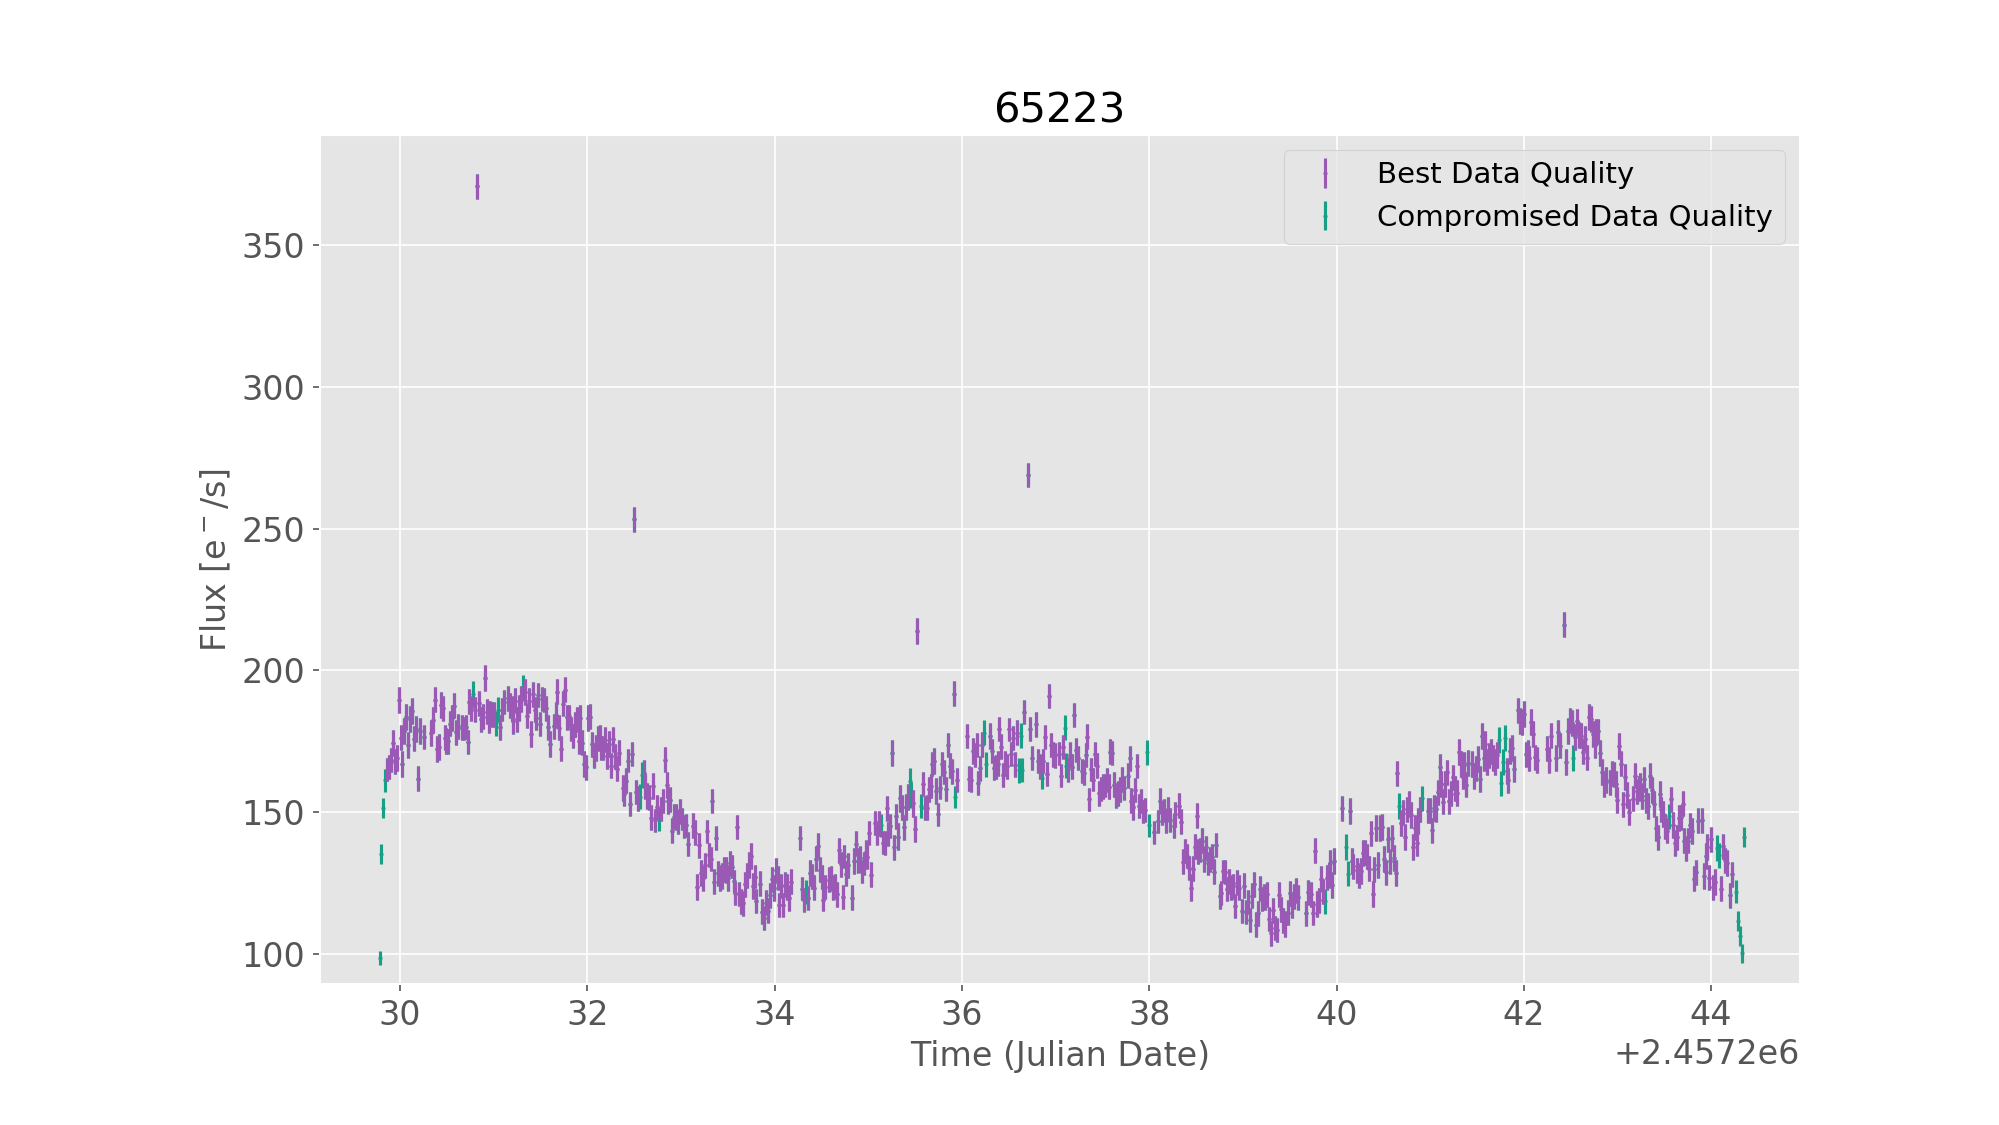 65223
Best Data Quality
Compromised Data Quality
350
300
250
200
150
100
Flux [e⁻/s]
30 32 34 36 38 40 42 44
+2.4572e6
Time (Julian Date)